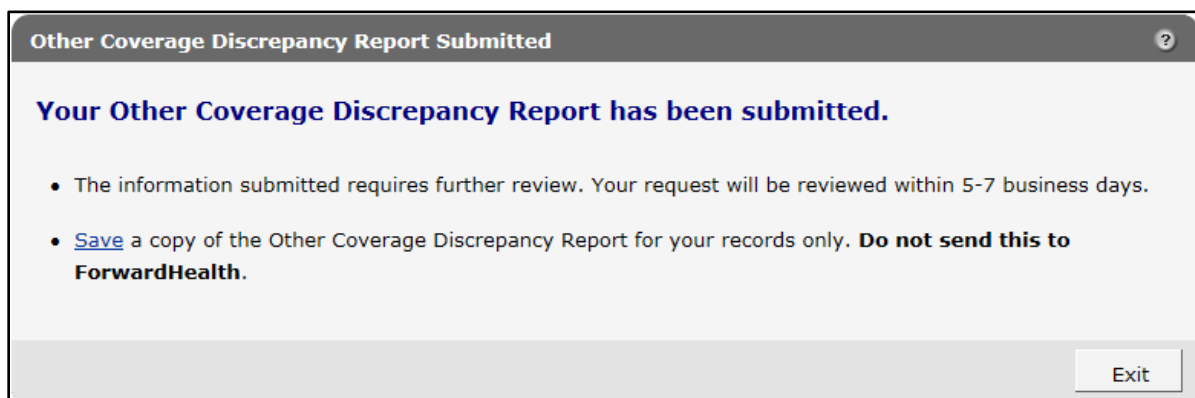 Other Coverage Discrepancy Report Submitted ?
Your Other Coverage Discrepancy Report has been submitted.
• The information submitted requires further review. Your request will be reviewed within 5-7 business days.
• Save a copy of the Other Coverage Discrepancy Report for your records only. Do not send this to
ForwardHealth.
Exit